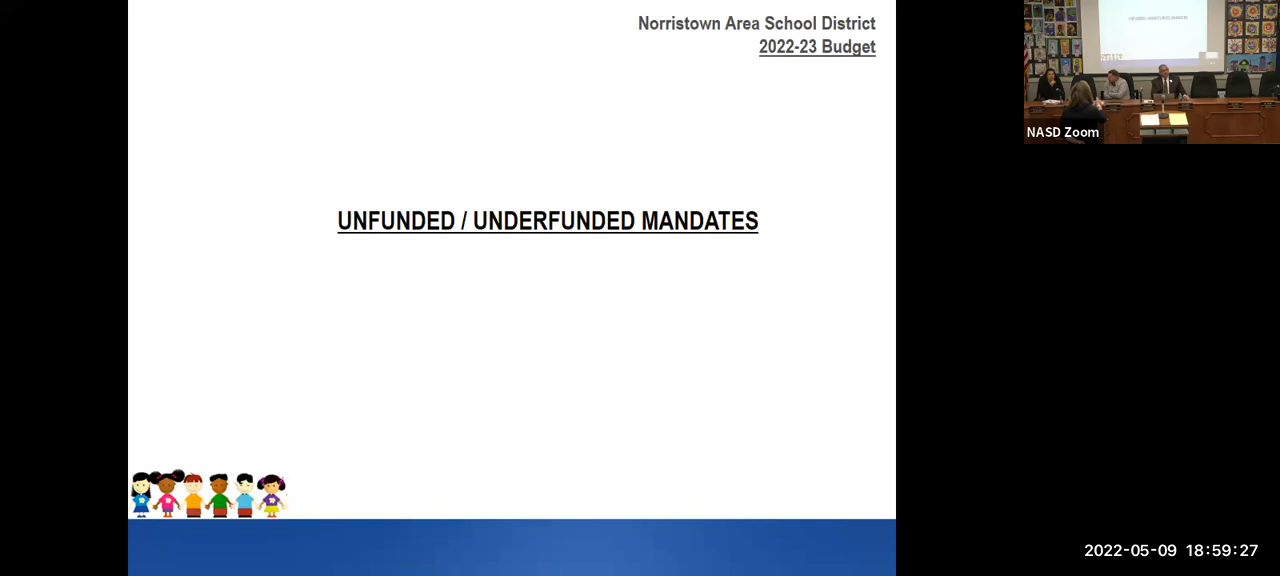 Norristown Area School District
2022-23 Budget
UNFUNDED / UNDERFUNDED MANDATES
NASD Zoom
2022-05-09 18:59:27